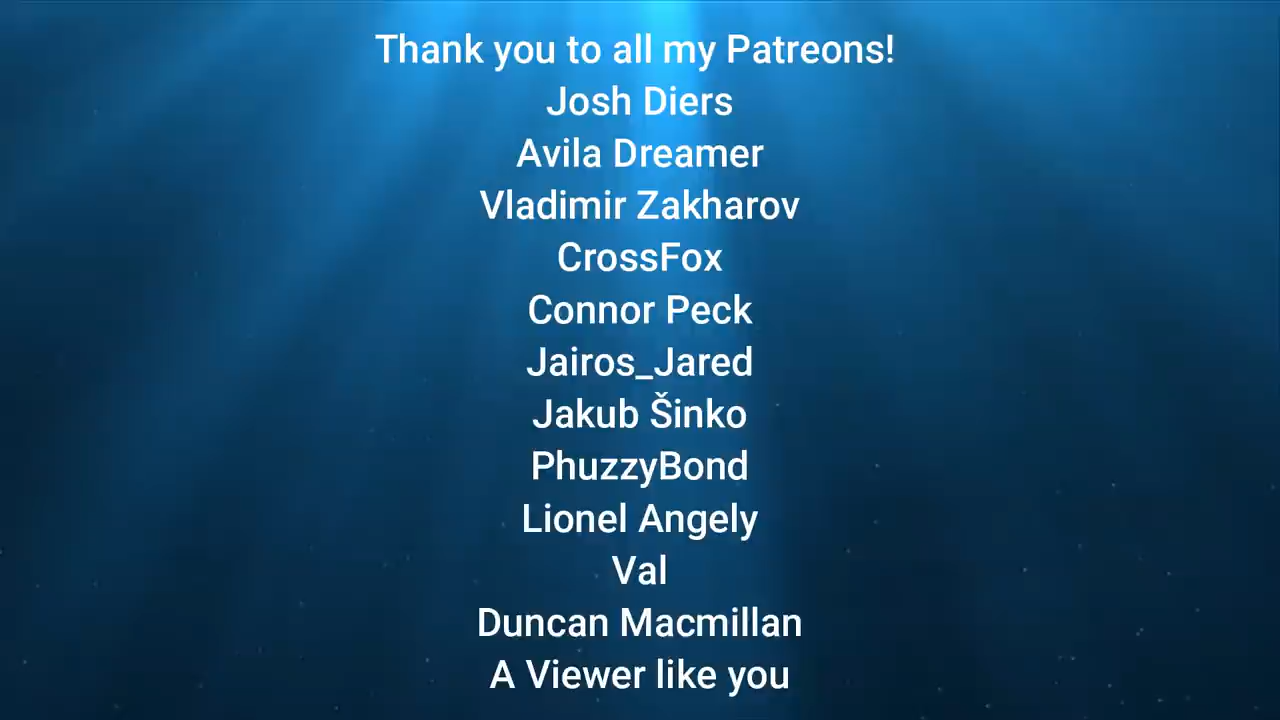 Thank you to all my Patreons!
Josh Diers
Avila Dreamer
Vladimir Zakharov
CrossFox
Connor Peck
Jairos_Jared
Jakub Šinko
PhuzzyBond
Lionel Angely
Val
Duncan Macmillan
A Viewer like you